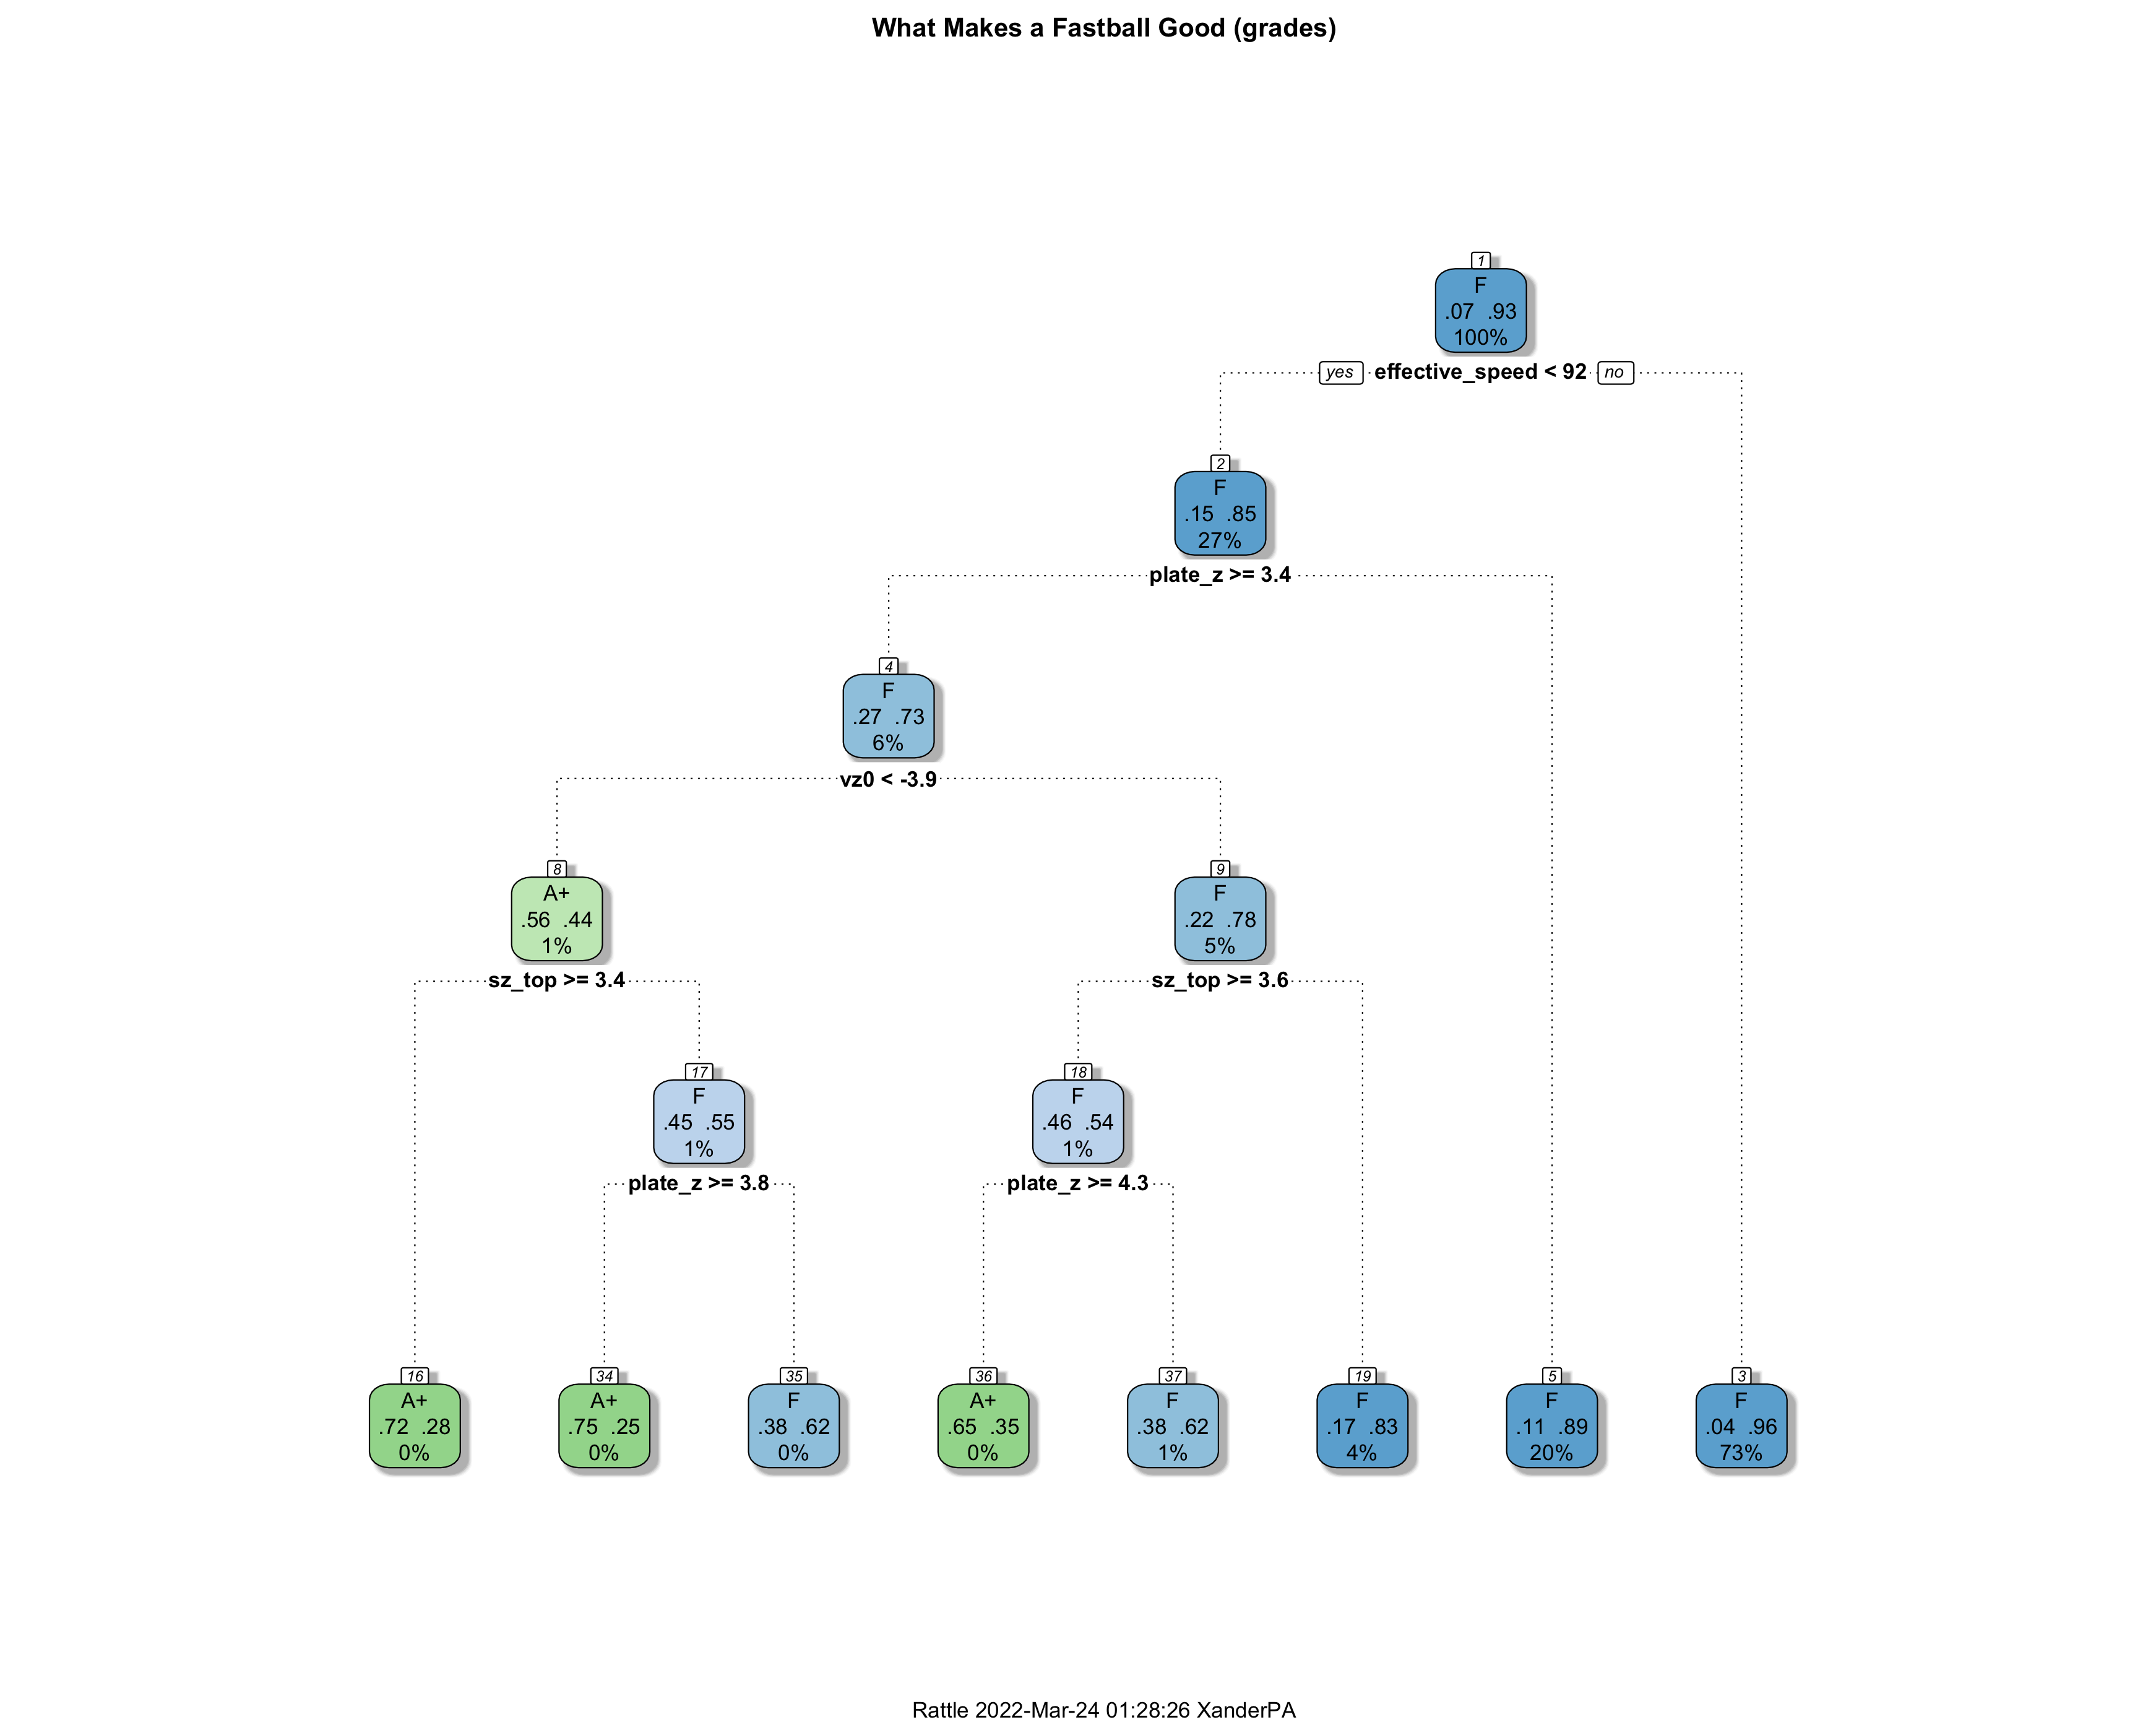 What Makes a Fastball Good (grades)
1
F
.07 .93
100%
yes effective_speed < 92 no
2
F
.15 .85
27%
plate_z >= 3.4
4
F
.27 .73
6%
vz0 < -3.9
8
A+
.56 .44
1%
sz_top >= 3.4
9
F
.22 .78
5%
sz_top >= 3.6
17
F
.45 .55
1%
plate_z >= 3.8
18
F
.46 .54
1%
plate_z >= 4.3
16
A+
.72 .28
0%
34
A+
.75 .25
0%
35
F
.38 .62
0%
36
A+
.65 .35
0%
37
F
.38 .62
1%
19
F
.17 .83
4%
5
F
.11 .89
20%
3
F
.04 .96
73%
Rattle 2022-Mar-24 01:28:26 XanderPA